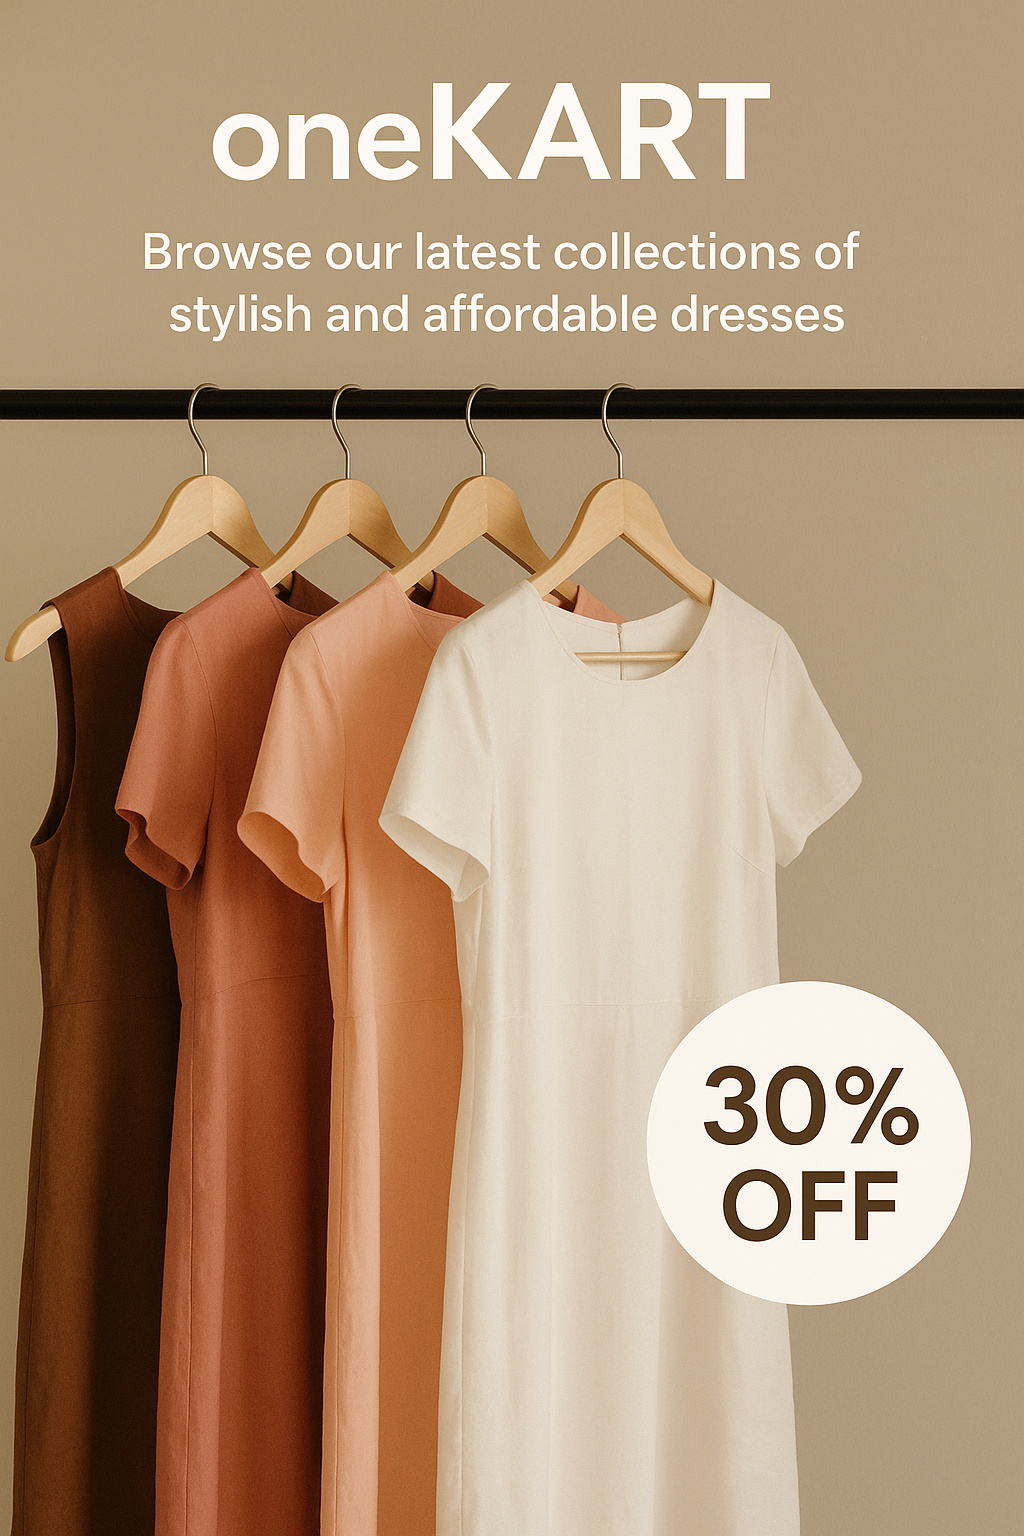 oneKART
Browse our latest collections of
stylish and affordable dresses
30%
OFF